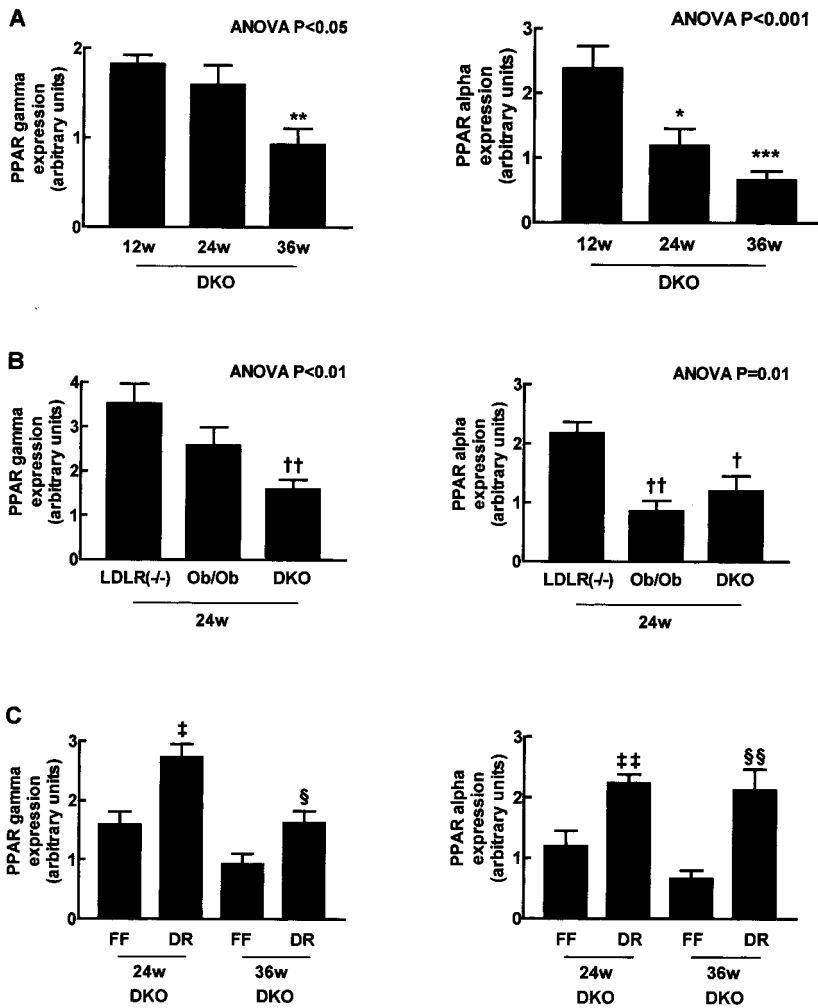 A
ANOVA P<0.05
PPAR gamma
expression
(arbitrary units)
2
1
0
**
12w 24w 36w
DKO
ANOVA P<0.001
PPAR alpha
expression
(arbitrary units)
3
2
1
0
*
***
12w 24w 36w
DKO
B
ANOVA P<0.01
PPAR gamma
expression
(arbitrary units)
4
3
2
1
0
††
LDLR(-/-) Ob/Ob DKO
24w
ANOVA P=0.01
PPAR alpha
expression
(arbitrary units)
3
2
1
0
††
†
LDLR(-/-) Ob/Ob DKO
24w
C
PPAR gamma
expression
(arbitrary units)
3
2
1
0
‡
§
FF DR FF DR
24w 36w
DKO DKO
PPAR alpha
expression
(arbitrary units)
3
2
1
0
‡‡
§§
FF DR FF DR
24w 36w
DKO DKO